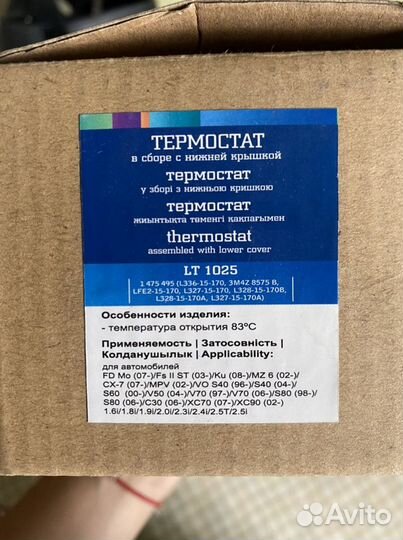 ТЕРМОСТАТ
в сборе с нижней крышкой
термостат
у зборі з нижньою кришкою
термостат
жиынтықта төменгі қақпағымен
thermostat
assembled with lower cover
LT 1025
1 475 495 (L336-15-170, 3M4Z 8575 B,
LFE2-15-170, L327-15-170, L328-15-170B,
L328-15-170A, L327-15-170A)
Особенности изделия:
- температура открытия 83ºC
Применяемость | Затосовність |
Колданушылык | Applicability:
для автомобилей
FD Mo (07-)/Fs II ST (03-)/Ku (08-)/MZ 6 (02-)/
CX-7 (07-)/MPV (02-)/VO S40 (96-)/S40 (04-)/
S60 (00-)/V50 (04-)/V70 (97-)/V70 (06-)/S80 (98-)/
S80 (06-)/C30 (06-)/XC70 (07-)/XC90 (02-)
1.6i/1.8i/1.9i/2.0i/2.3i/2.4i/2.5T/2.5i
Avito